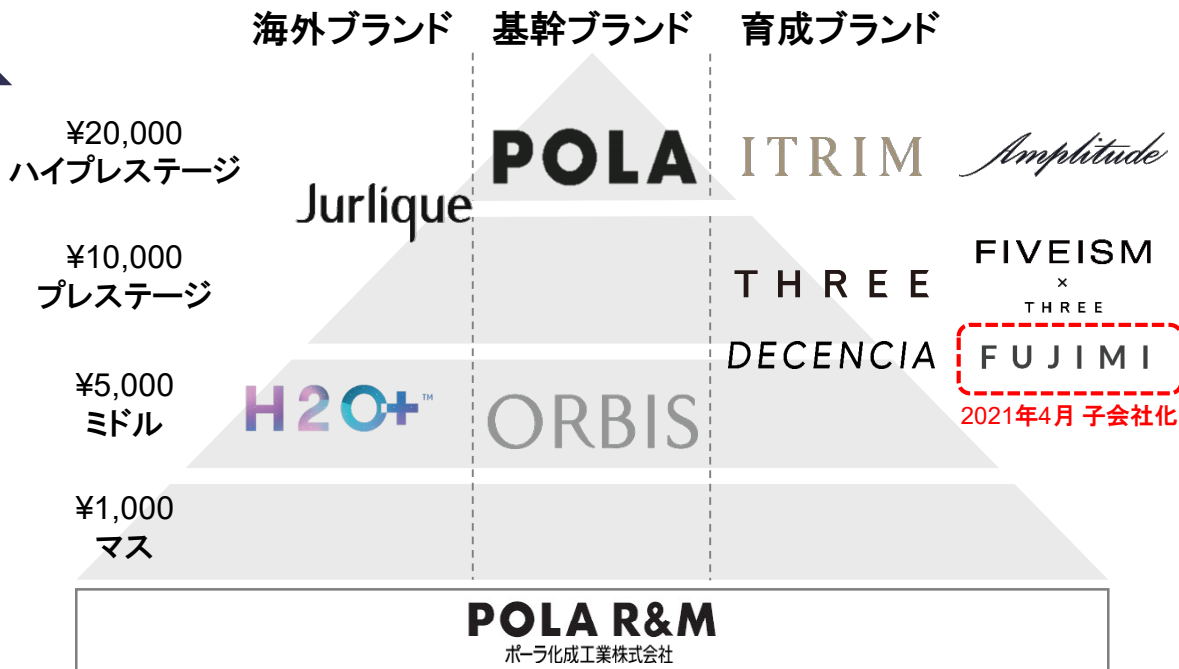 海外ブランド 基幹ブランド 育成ブランド
¥20,000
ハイプレステージ
POLA
ITRIM
Amplitude
Jurlique
¥10,000
プレステージ
THREE
FIVEISM
×
THREE
DECENCIA
FUJIMI
2021年4月 子会社化
¥5,000
ミドル
H2O+™
ORBIS
¥1,000
マス
POLA R&M
ポーラ化成工業株式会社